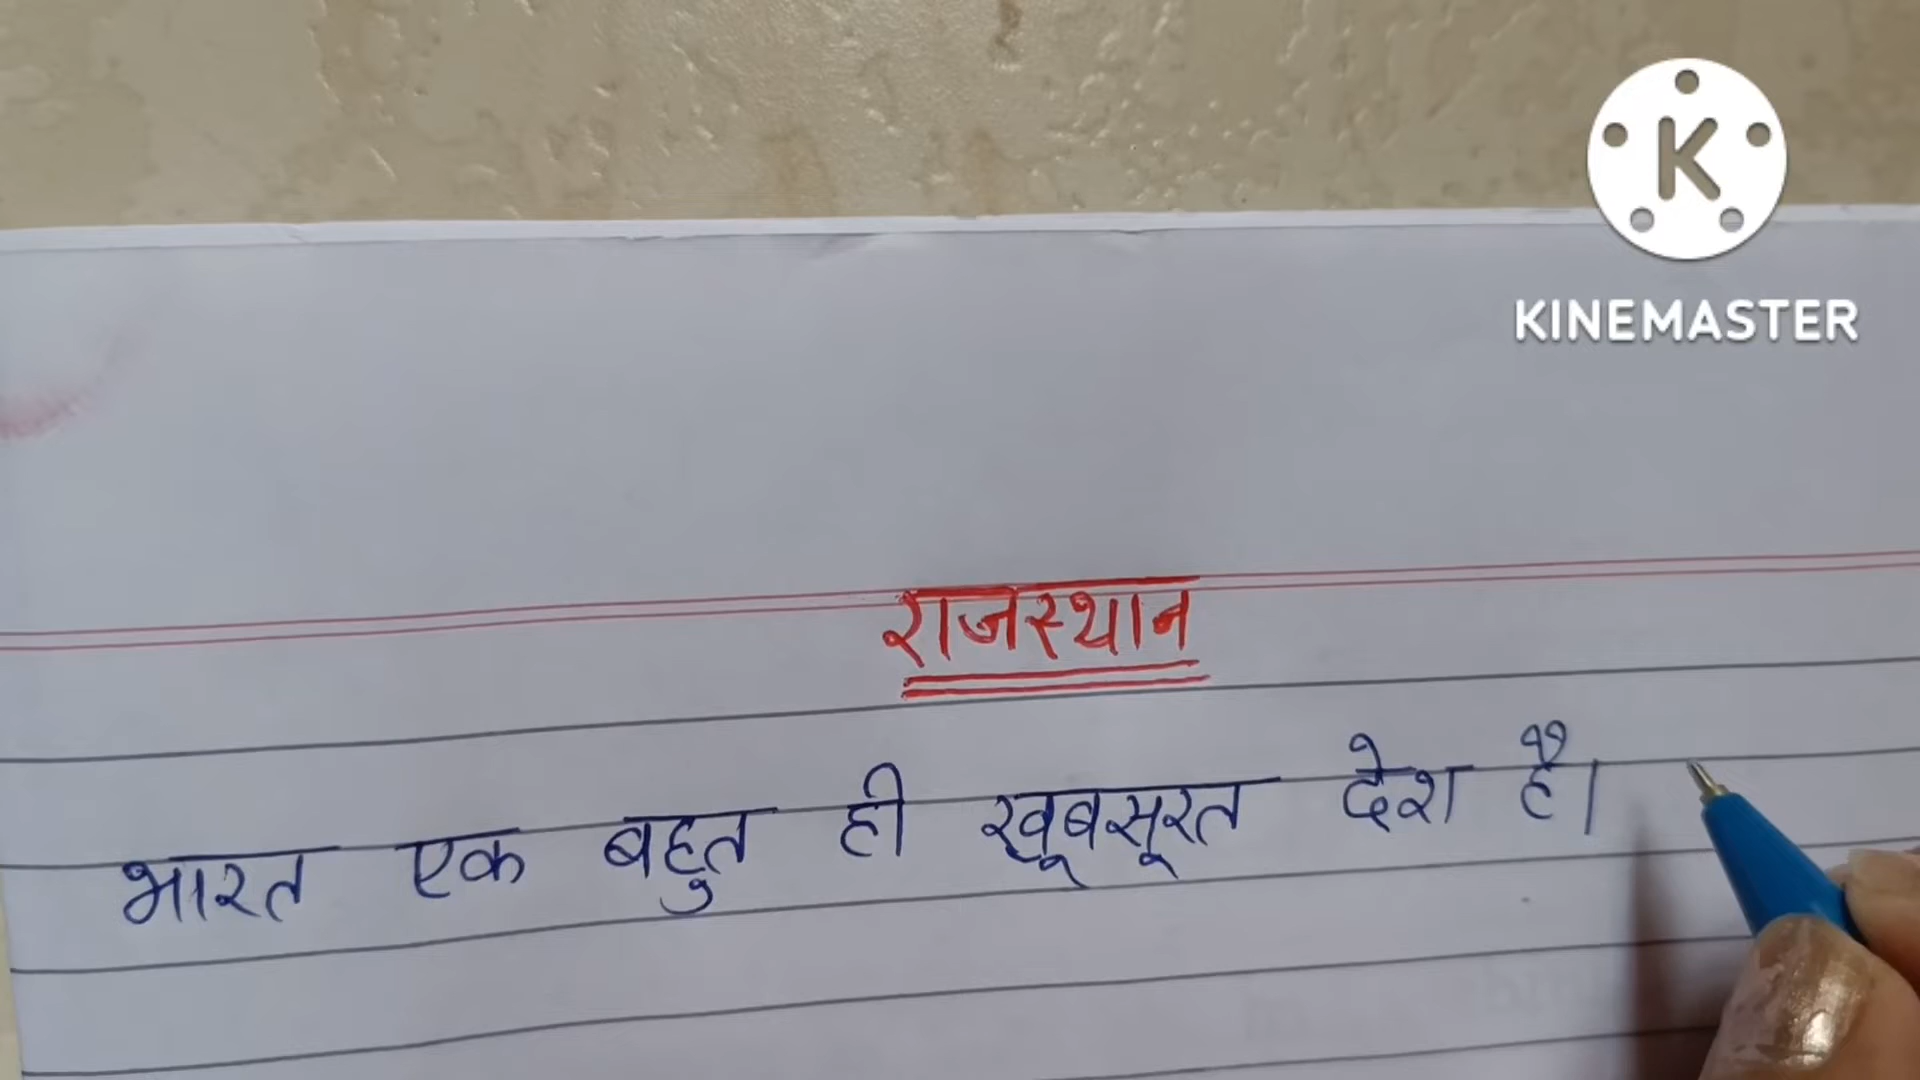 KINEMASTER
राजस्थान
भारत एक बहुत ही खूबसूरत देश है।